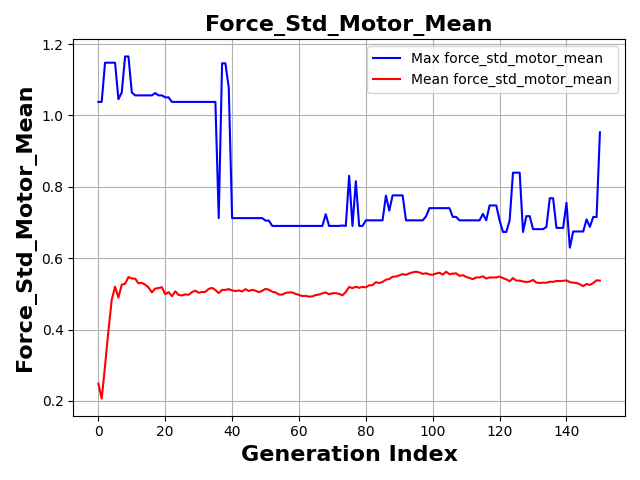 Force_Std_Motor_Mean
Max force_std_motor_mean
Mean force_std_motor_mean
Force_Std_Motor_Mean
1.2
1.0
0.8
0.6
0.4
0.2
0 20 40 60 80 100 120 140
Generation Index